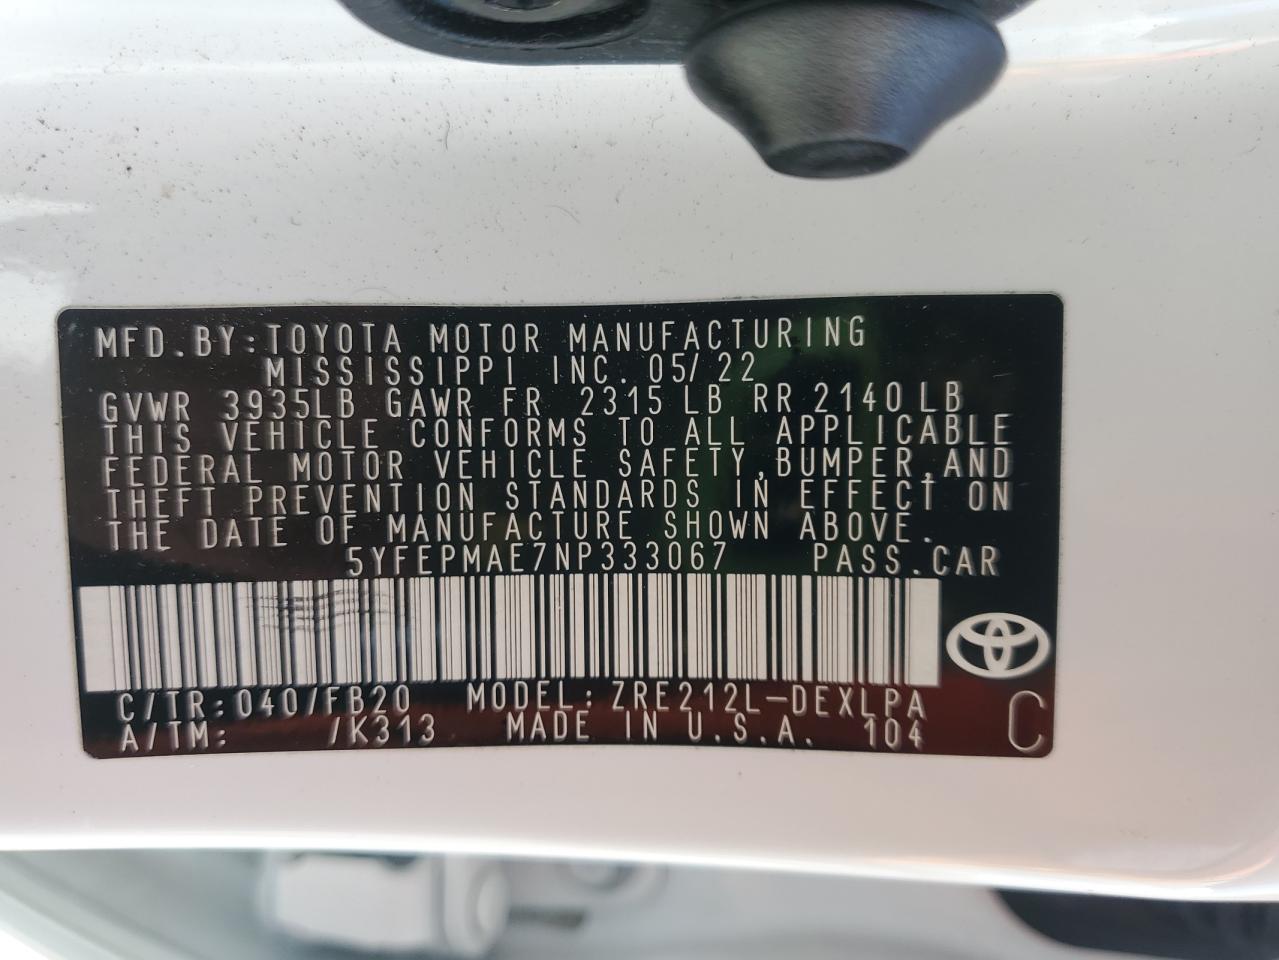 MFD.BY:TOYOTA MOTOR MANUFACTURING
MISSISSIPPI INC. 05/22
GVWR 3935LB GAWR FR 2315 LB RR 2140 LB
THIS VEHICLE CONFORMS TO ALL APPLICABLE
FEDERAL MOTOR VEHICLE SAFETY,BUMPER,AND
THEFT PREVENTION STANDARDS IN EFFECT ON
THE DATE OF MANUFACTURE SHOWN ABOVE.
5YFEPMAE7NP333067 PASS.CAR
C/TR:040/FB20 MODEL:ZRE212L-DEXLPA
A/TM: /K313 MADE IN U.S.A. 104 C